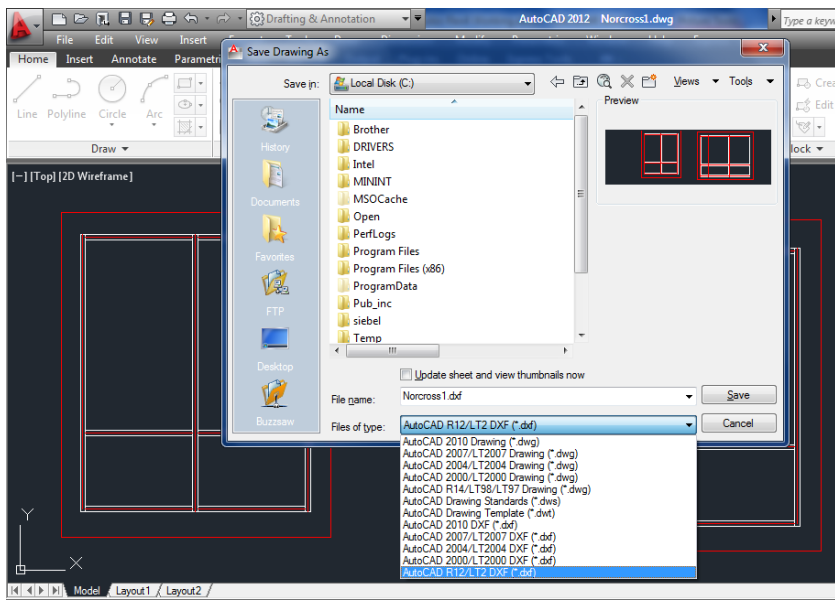 Drafting & Annotation
AutoCAD 2012 Norcross1.dwg
Type a keyw
File Edit View Insert
Home Insert Annotate Parametri
Save Drawing As
Save in:
Local Disk (C:)
Views
Tools
Line Polyline Circle Arc
Draw
Crea
Edit
lock
Name
Preview
History
Documents
Favorites
FTP
Desktop
Buzzsaw
Brother
DRIVERS
Intel
MININT
MSOCache
Open
PerfLogs
Program Files
Program Files (x86)
ProgramData
Pub_inc
siebel
Temp
[−] [Top] [2D Wireframe]
Update sheet and view thumbnails now
File name:
Norcross1.dxf
Save
Files of type:
AutoCAD R12/LT2 DXF (*.dxf)
Cancel
AutoCAD 2010 Drawing (*.dwg)
AutoCAD 2007/LT2007 Drawing (*.dwg)
AutoCAD 2004/LT2004 Drawing (*.dwg)
AutoCAD 2000/LT2000 Drawing (*.dwg)
AutoCAD R14/LT98/LT97 Drawing (*.dwg)
AutoCAD Drawing Standards (*.dws)
AutoCAD Drawing Template (*.dwt)
AutoCAD 2010 DXF (*.dxf)
AutoCAD 2007/LT2007 DXF (*.dxf)
AutoCAD 2004/LT2004 DXF (*.dxf)
AutoCAD 2000/LT2000 DXF (*.dxf)
AutoCAD R12/LT2 DXF (*.dxf)
Y
X
Model Layout1 Layout2